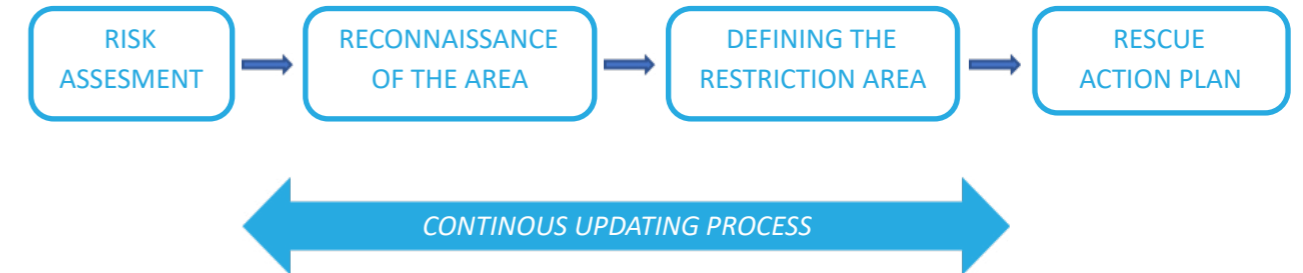 RISK
ASSESMENT
RECONNAISSANCE
OF THE AREA
DEFINING THE
RESTRICTION AREA
RESCUE
ACTION PLAN
CONTINOUS UPDATING PROCESS